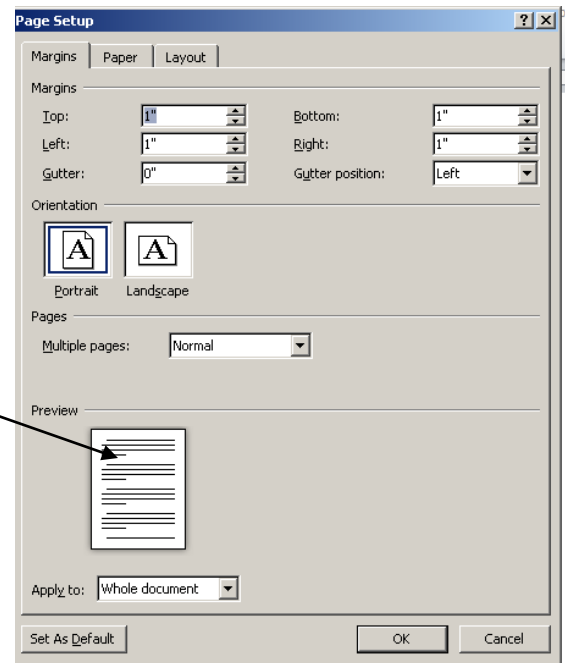 Page Setup
Margins Paper Layout
Margins
Top: 1" Bottom: 1"
Left: 1" Right: 1"
Gutter: 0" Gutter position: Left
Orientation
A A
Portrait Landscape
Pages
Multiple pages: Normal
Preview
Apply to: Whole document
Set As Default OK Cancel